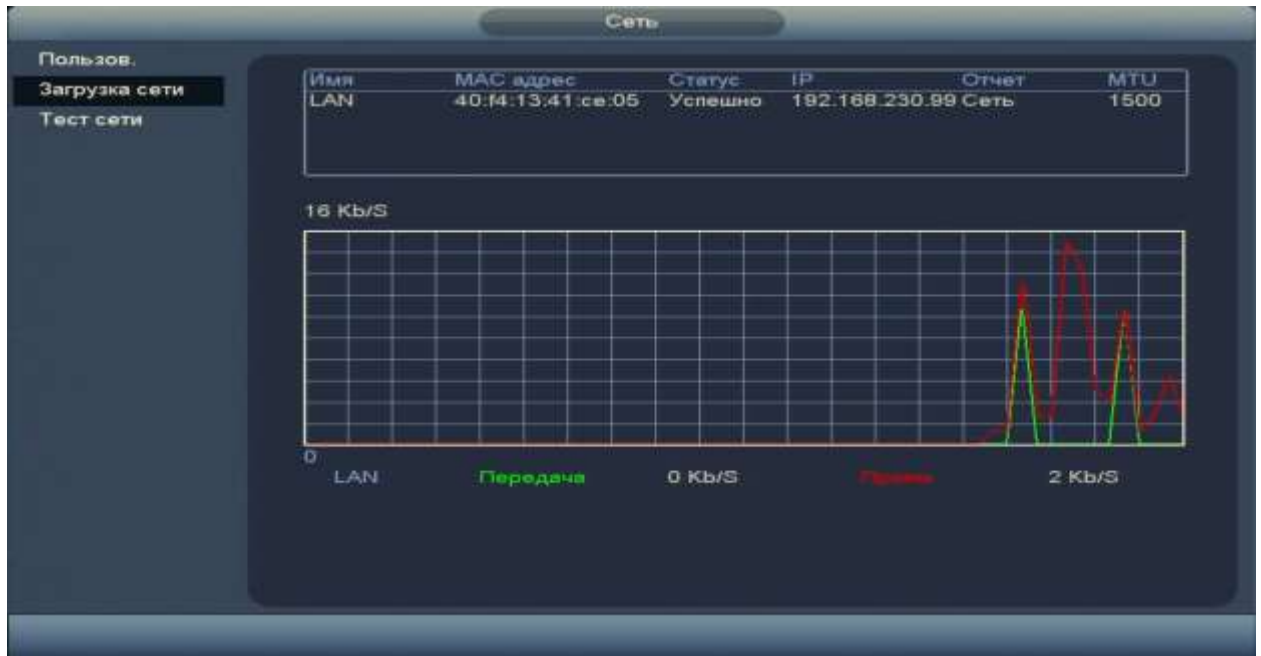 Сеть
Пользов.
Загрузка сети
Тест сети
Имя MAC адрес Статус IP Отчет MTU
LAN 40:f4:13:41:ce:05 Успешно 192.168.230.99 Сеть 1500
16 Kb/S
0
LAN Передача 0 Kb/S Прием 2 Kb/S